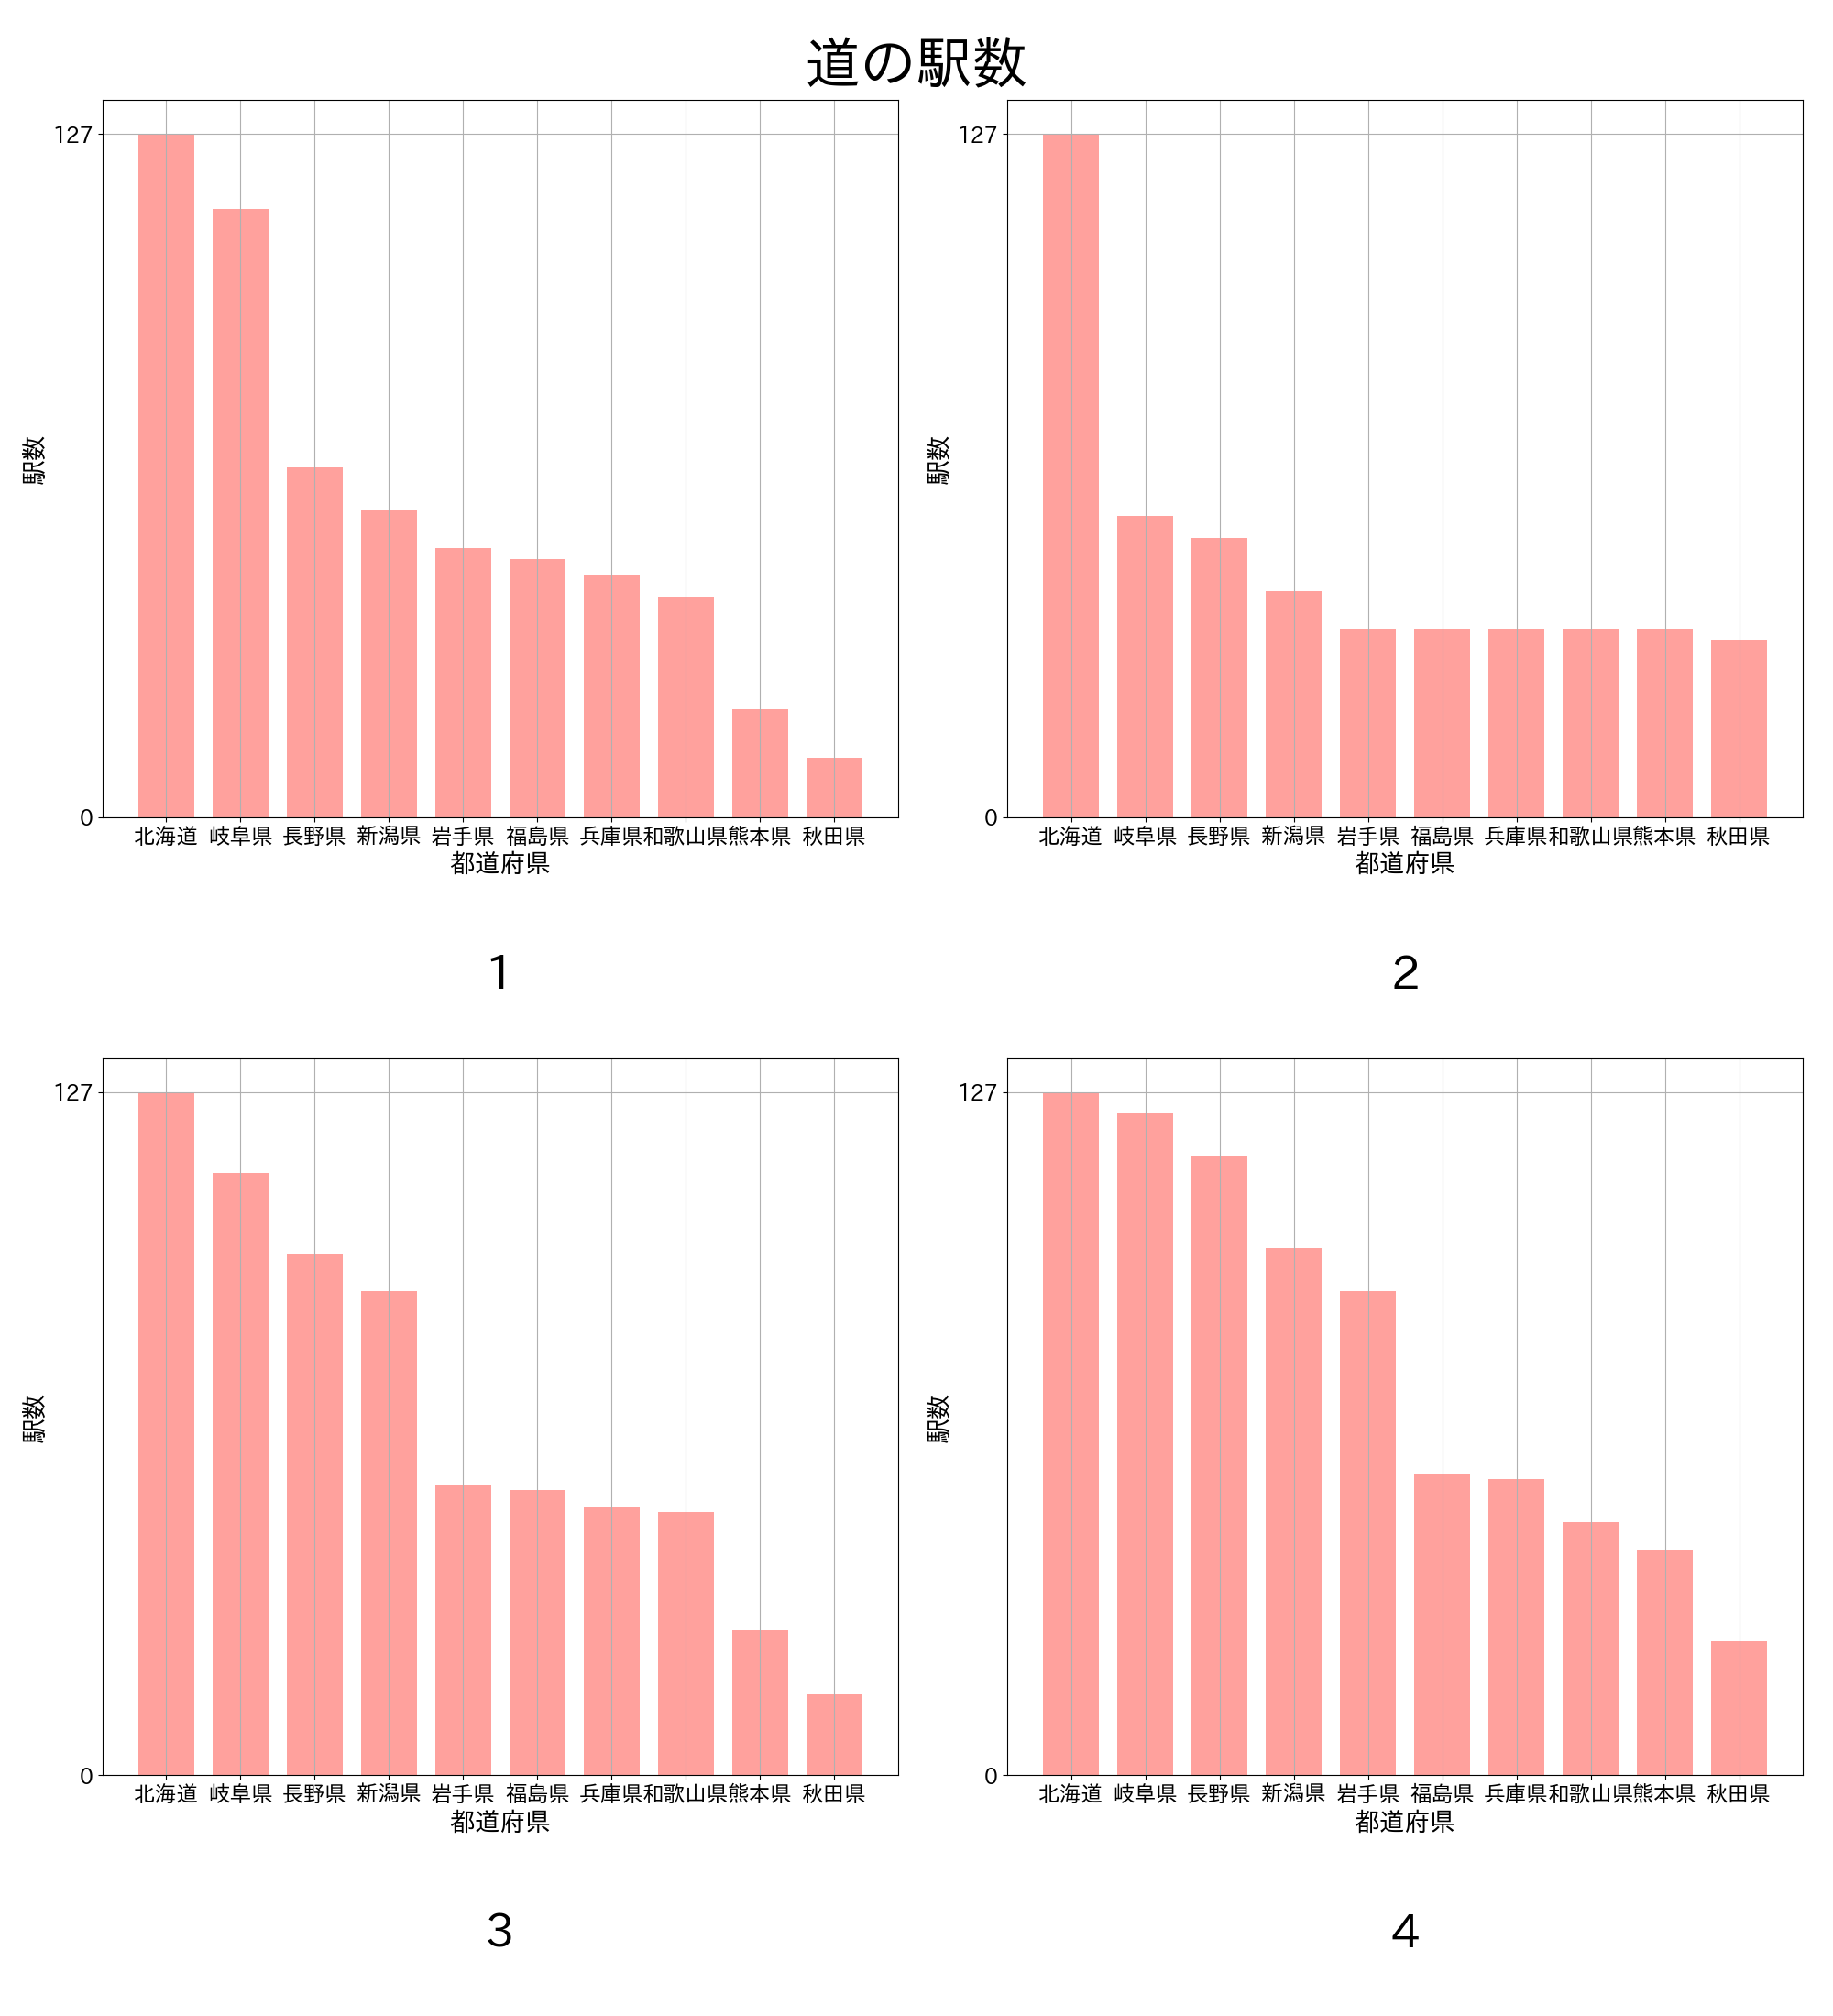 道の駅数
127
0
駅数
北海道 岐阜県 長野県 新潟県 岩手県 福島県 兵庫県 和歌山県 熊本県 秋田県
都道府県
1
127
0
駅数
北海道 岐阜県 長野県 新潟県 岩手県 福島県 兵庫県 和歌山県 熊本県 秋田県
都道府県
2
127
0
駅数
北海道 岐阜県 長野県 新潟県 岩手県 福島県 兵庫県 和歌山県 熊本県 秋田県
都道府県
3
127
0
駅数
北海道 岐阜県 長野県 新潟県 岩手県 福島県 兵庫県 和歌山県 熊本県 秋田県
都道府県
4